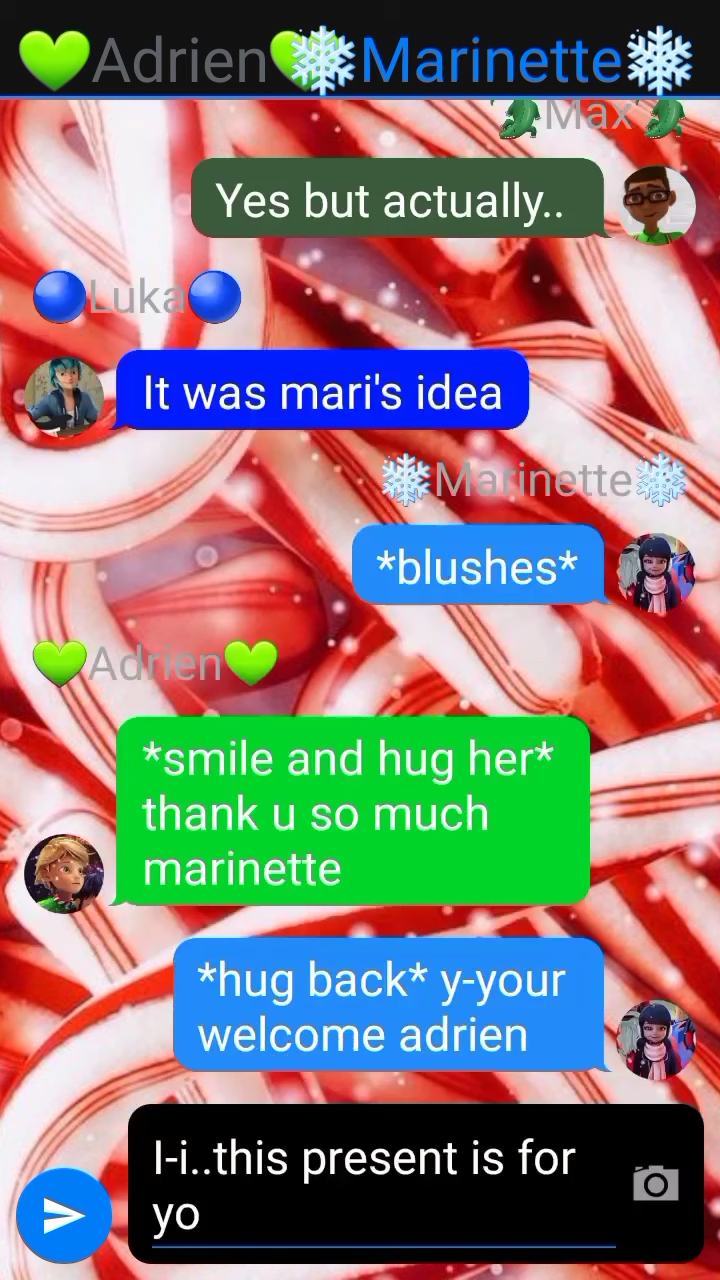 💚Adrien💚❄Marinette❄
🐊Max🐊
Yes but actually..
🔵Luka🔵
It was mari's idea
❄Marinette❄
*blushes*
💚Adrien💚
*smile and hug her*
thank u so much
marinette
*hug back* y-your
welcome adrien
I-i..this present is for
yo